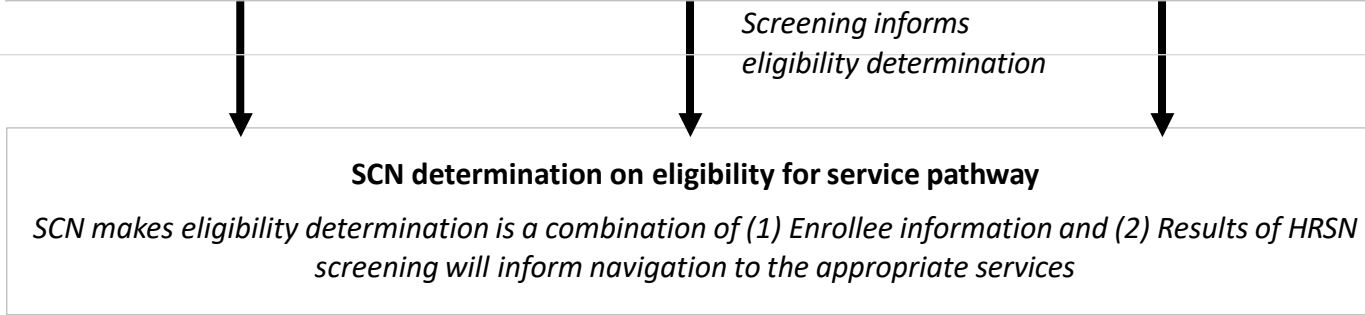 Screening informs
eligibility determination
SCN determination on eligibility for service pathway
SCN makes eligibility determination is a combination of (1) Enrollee information and (2) Results of HRSN
screening will inform navigation to the appropriate services